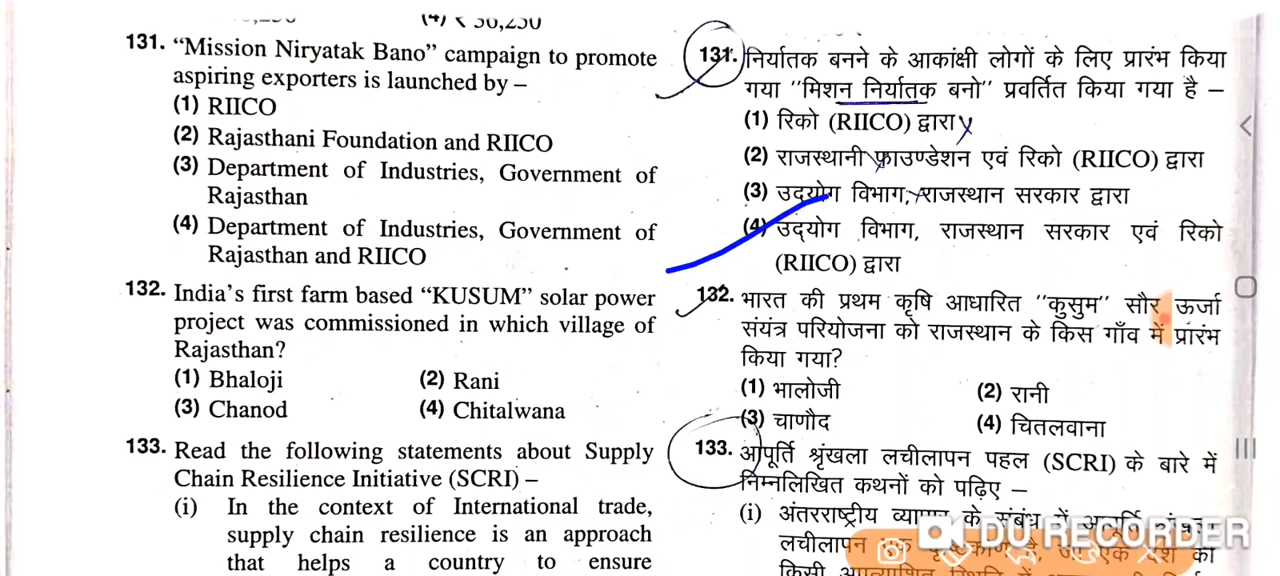 (4) ₹ 30,250
131. “Mission Niryatak Bano” campaign to promote
aspiring exporters is launched by –
(1) RIICO
(2) Rajasthani Foundation and RIICO
(3) Department of Industries, Government of
Rajasthan
(4) Department of Industries, Government of
Rajasthan and RIICO
132. India’s first farm based “KUSUM” solar power
project was commissioned in which village of
Rajasthan?
(1) Bhaloji (2) Rani
(3) Chanod (4) Chitalwana
133. Read the following statements about Supply
Chain Resilience Initiative (SCRI) –
(i) In the context of International trade,
supply chain resilience is an approach
that helps a country to ensure
131. निर्यातक बनने के आकांक्षी लोगों के लिए प्रारंभ किया
गया “मिशन निर्यातक बनो” प्रवर्तित किया गया है –
(1) रिको (RIICO) द्वारा
(2) राजस्थानी फ़ाउण्डेशन एवं रिको (RIICO) द्वारा
(3) उद्योग विभाग, राजस्थान सरकार द्वारा
(4) उद्योग विभाग, राजस्थान सरकार एवं रिको
(RIICO) द्वारा
132. भारत की प्रथम कृषि आधारित “कुसुम” सौर ऊर्जा
संयंत्र परियोजना को राजस्थान के किस गाँव में प्रारंभ
किया गया?
(1) भालोजी (2) रानी
(3) चाणौद (4) चितलवाना
133. आपूर्ति श्रृंखला लचीलापन पहल (SCRI) के बारे में
निम्नलिखित कथनों को पढ़िए –
(i) अंतरराष्ट्रीय व्यापार के संबंध में आपूर्ति
लचीलापन एक दृष्टिकोण है, जो एक देश को
किसी
DU RECORDER